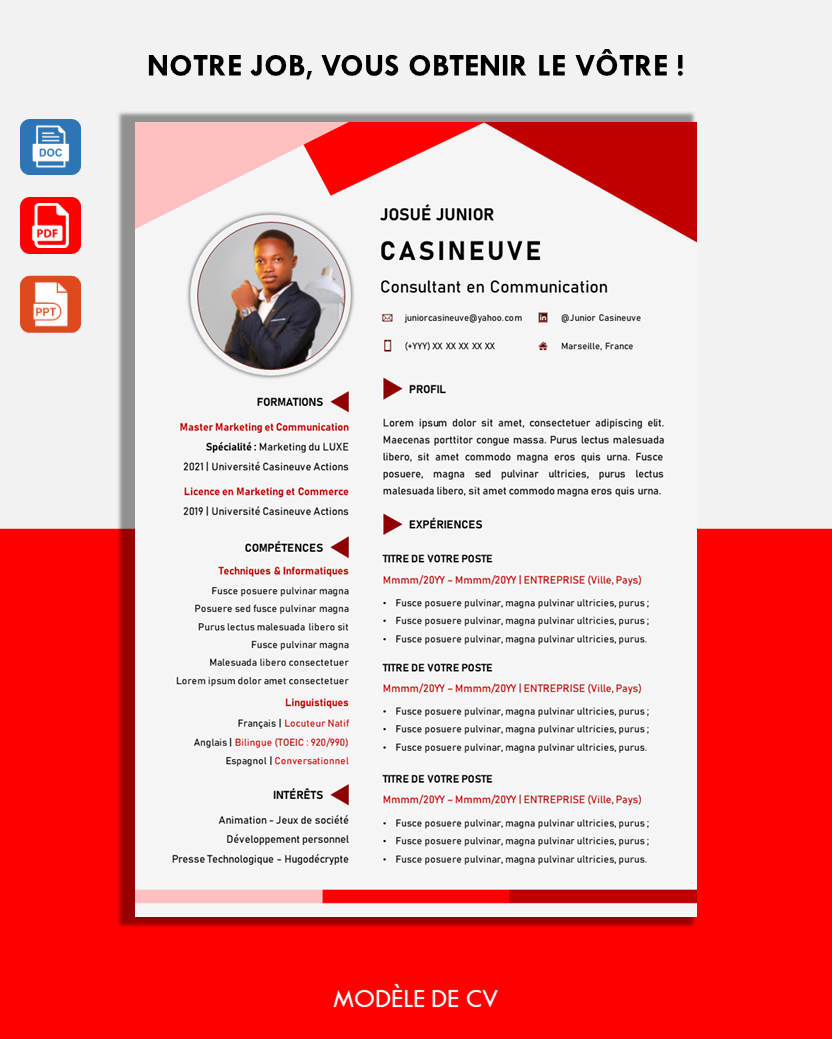 NOTRE JOB, VOUS OBTENIR LE VÔTRE !
DOC
PDF
PPT
JOSUÉ JUNIOR
CASINEUVE
Consultant en Communication
juniorcasineuve@yahoo.com
in
@Junior Casineuve
(+YYY) XX XX XX XX XX
Marseille, France
FORMATIONS
Master Marketing et Communication
Spécialité : Marketing du LUXE
2021 | Université Casineuve Actions
Licence en Marketing et Commerce
2019 | Université Casineuve Actions
COMPÉTENCES
Techniques & Informatiques
Fusce posuere pulvinar magna
Posuere sed fusce pulvinar magna
Purus lectus malesuada libero sit
Fusce pulvinar magna
Malesuada libero consectetuer
Lorem ipsum dolor amet consectetuer
Linguistiques
Français | Locuteur Natif
Anglais | Bilingue (TOEIC : 920/990)
Espagnol | Conversationnel
INTÉRÊTS
Animation - Jeux de société
Développement personnel
Presse Technologique - Hugodécrypte
PROFIL
Lorem ipsum dolor sit amet, consectetuer adipiscing elit.
Maecenas porttitor congue massa. Purus lectus malesuada
libero, sit amet commodo magna eros quis urna. Fusce
posuere, magna sed pulvinar ultricies, purus lectus
malesuada libero, sit amet commodo magna eros quis urna.
EXPÉRIENCES
TITRE DE VOTRE POSTE
Mmmm/20YY – Mmmm/20YY | ENTREPRISE (Ville, Pays)
• Fusce posuere pulvinar, magna pulvinar ultricies, purus ;
• Fusce posuere pulvinar, magna pulvinar ultricies, purus ;
• Fusce posuere pulvinar, magna pulvinar ultricies, purus.
TITRE DE VOTRE POSTE
Mmmm/20YY – Mmmm/20YY | ENTREPRISE (Ville, Pays)
• Fusce posuere pulvinar, magna pulvinar ultricies, purus ;
• Fusce posuere pulvinar, magna pulvinar ultricies, purus ;
• Fusce posuere pulvinar, magna pulvinar ultricies, purus.
TITRE DE VOTRE POSTE
Mmmm/20YY – Mmmm/20YY | ENTREPRISE (Ville, Pays)
• Fusce posuere pulvinar, magna pulvinar ultricies, purus ;
• Fusce posuere pulvinar, magna pulvinar ultricies, purus ;
• Fusce posuere pulvinar, magna pulvinar ultricies, purus.
MODÈLE DE CV